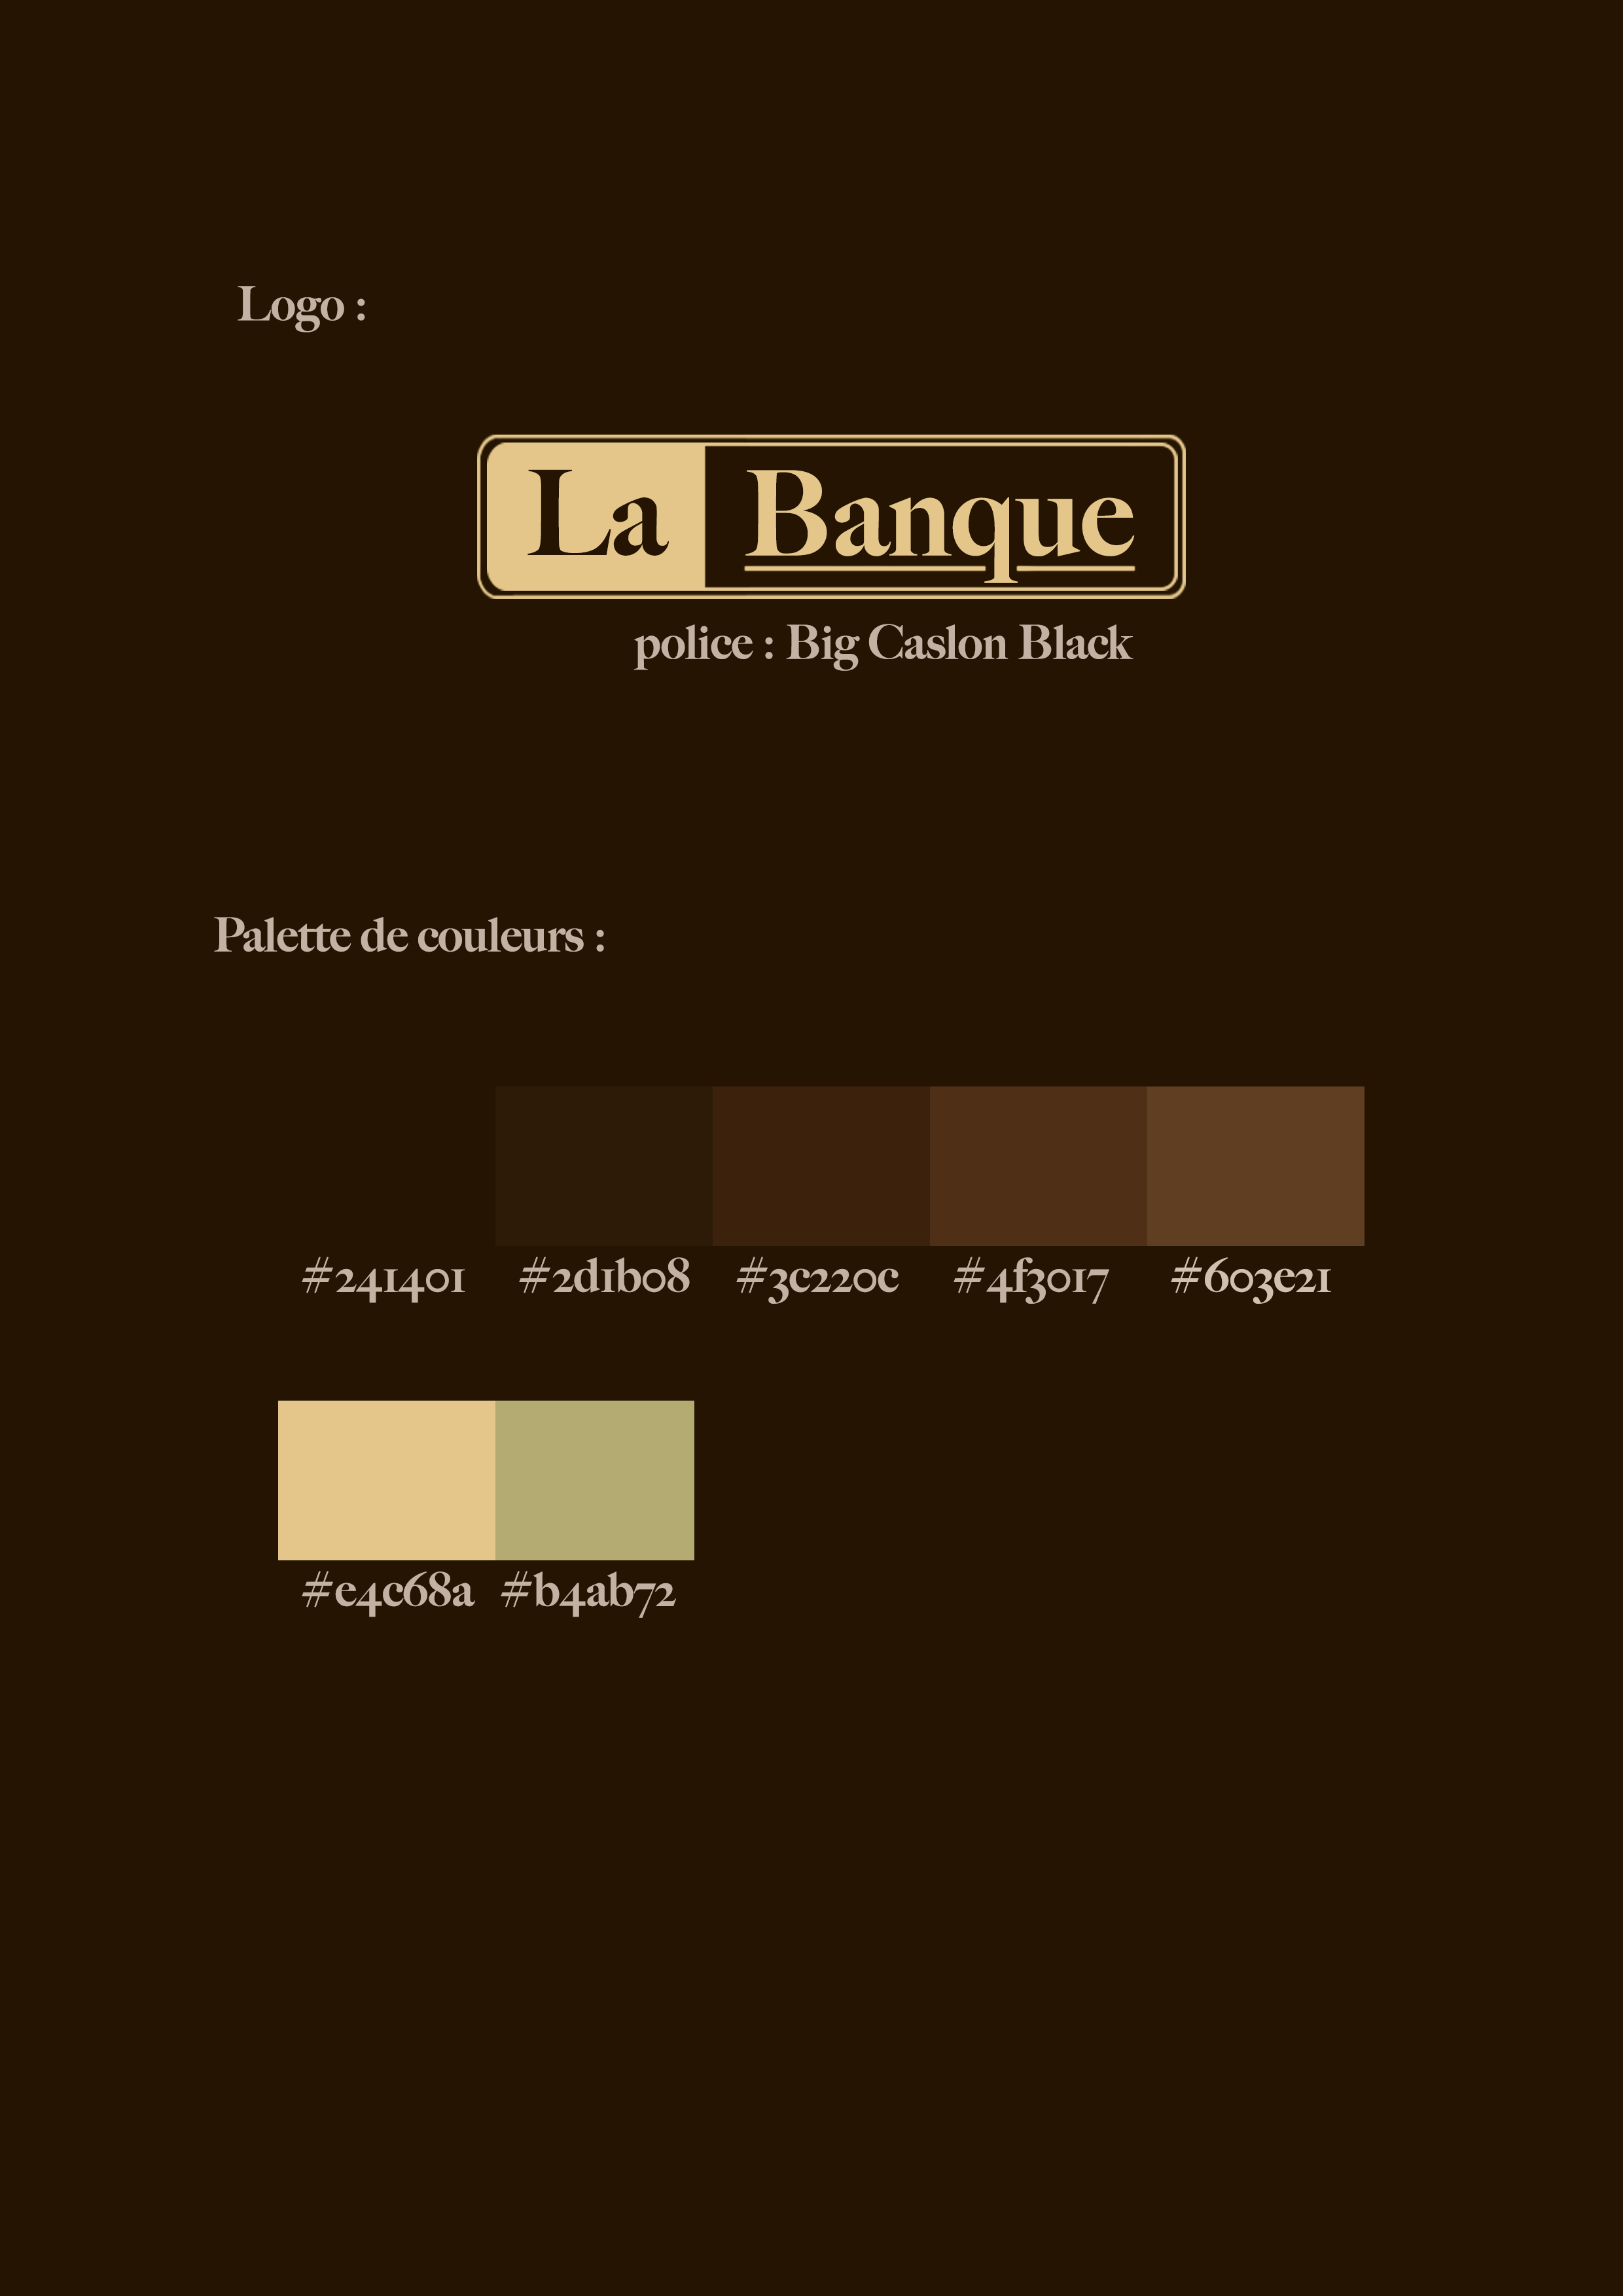 Logo :
La Banque
police : Big Caslon Black
Palette de couleurs :
#241401 #2d1b08 #3c220c #4f3017 #603e21
#e4c68a #b4ab72